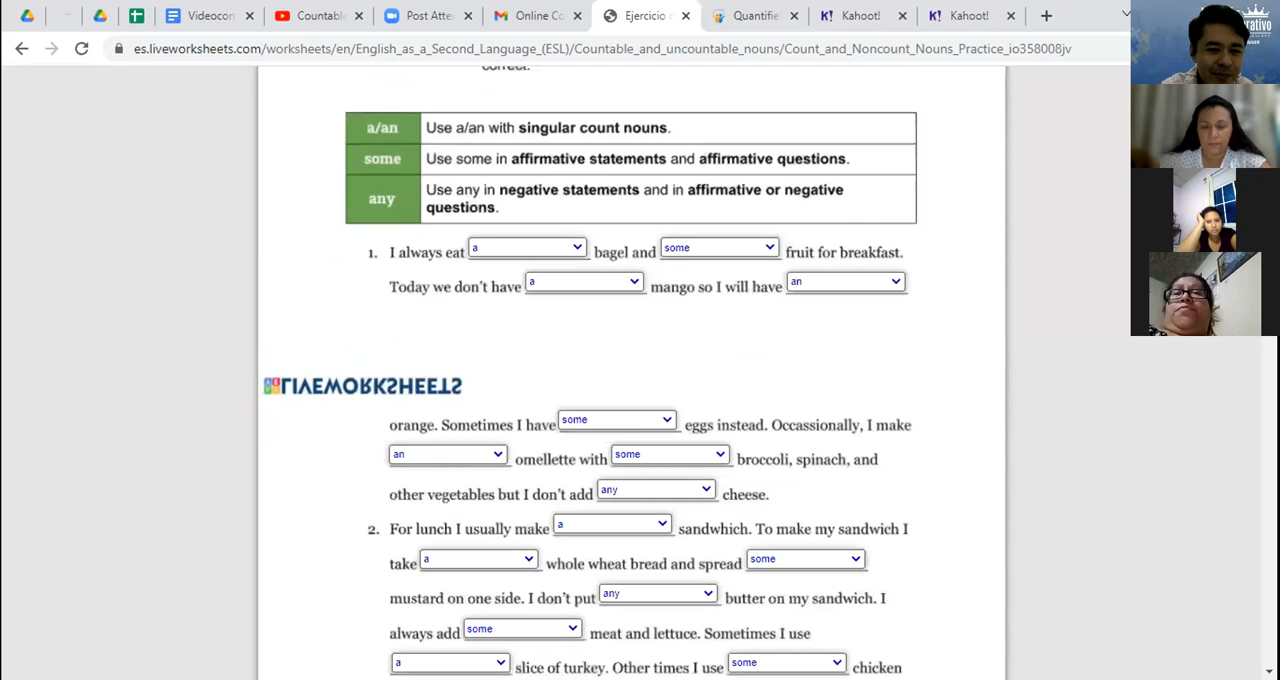 Videocon
Countabl
Post Atte
Online Co
Ejercicio
Quantifie
Kahoot!
Kahoot!
es.liveworksheets.com/worksheets/en/English_as_a_Second_Language_(ESL)/Countable_and_uncountable_nouns/Count_and_Noncount_Nouns_Practice_io358008jv
correct.
a/an Use a/an with singular count nouns.
some Use some in affirmative statements and affirmative questions.
any Use any in negative statements and in affirmative or negative
questions.
1. I always eat a bagel and some fruit for breakfast.
Today we don't have a mango so I will have an
LIVEWORKSHEETS
orange. Sometimes I have some eggs instead. Occassionally, I make
an omellette with some broccoli, spinach, and
other vegetables but I don't add any cheese.
2. For lunch I usually make a sandwhich. To make my sandwich I
take a whole wheat bread and spread some
mustard on one side. I don't put any butter on my sandwich. I
always add some meat and lettuce. Sometimes I use
a slice of turkey. Other times I use some chicken